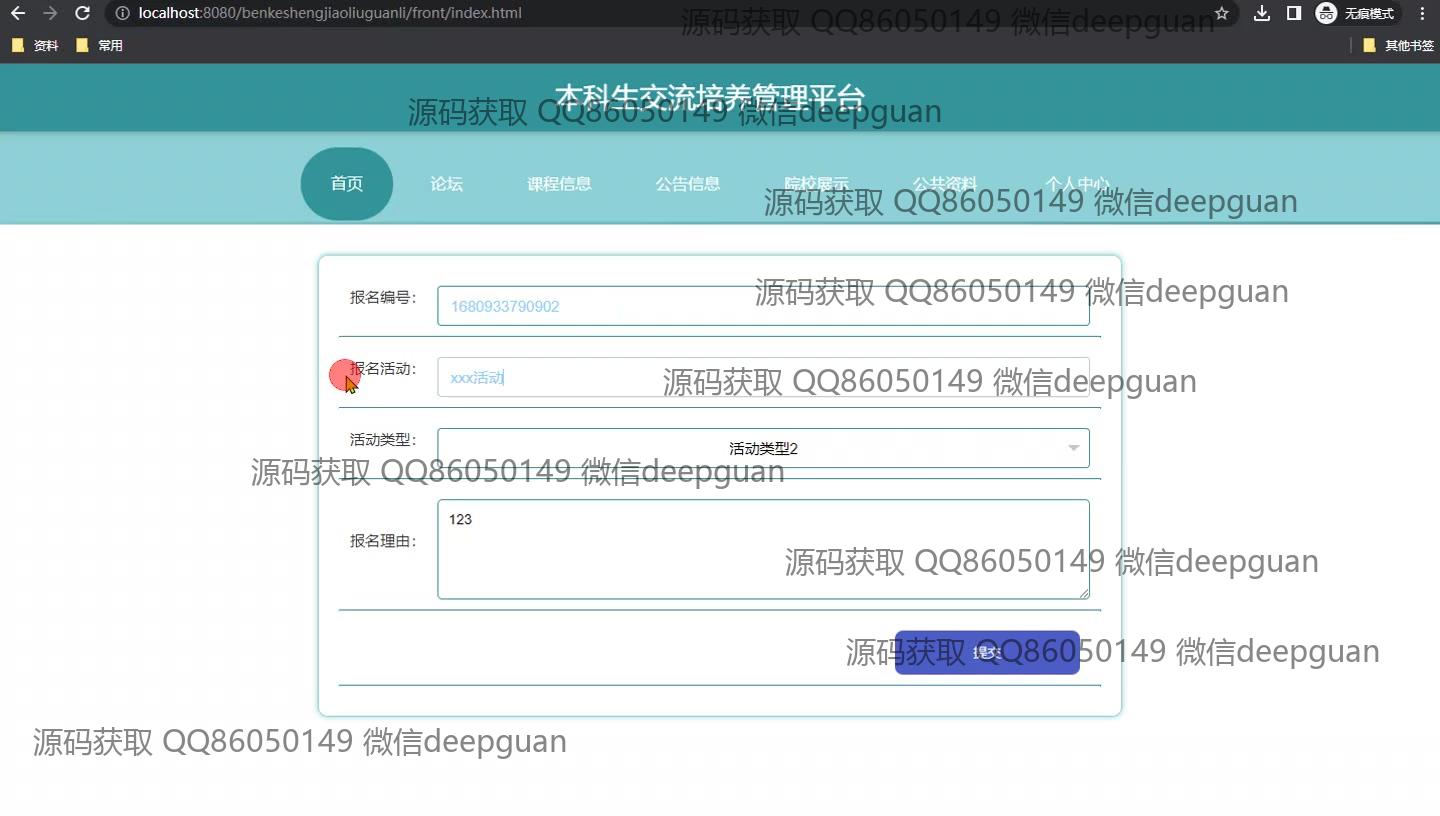 localhost:8080/benkeshengjiaoliuguanli/front/index.html
无痕模式
源码获取 QQ86050149 微信deepguan
资料
常用
其他书签
本科生交流培养管理平台
源码获取 QQ86050149 微信deepguan
首页 论坛 课程信息 公告信息 院校展示 公共资料 个人中心
源码获取 QQ86050149 微信deepguan
报名编号：
1680933790902
源码获取 QQ86050149 微信deepguan
报名活动：
xxx活动
源码获取 QQ86050149 微信deepguan
活动类型：
活动类型2
源码获取 QQ86050149 微信deepguan
报名理由：
123
源码获取 QQ86050149 微信deepguan
提交
源码获取 QQ86050149 微信deepguan
源码获取 QQ86050149 微信deepguan